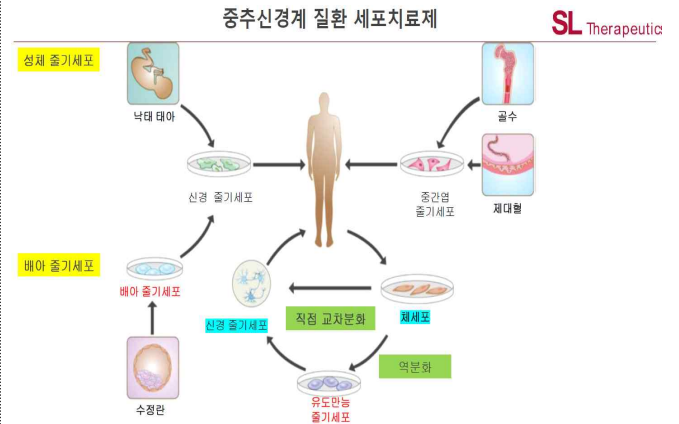 중추신경계 질환 세포치료제
SL Therapeutics
성체 줄기세포
낙태 태아
골수
신경 줄기세포
중간엽
줄기세포
제대혈
배아 줄기세포
배아 줄기세포
신경 줄기세포
직접 교차분화
체세포
역분화
수정란
유도만능
줄기세포